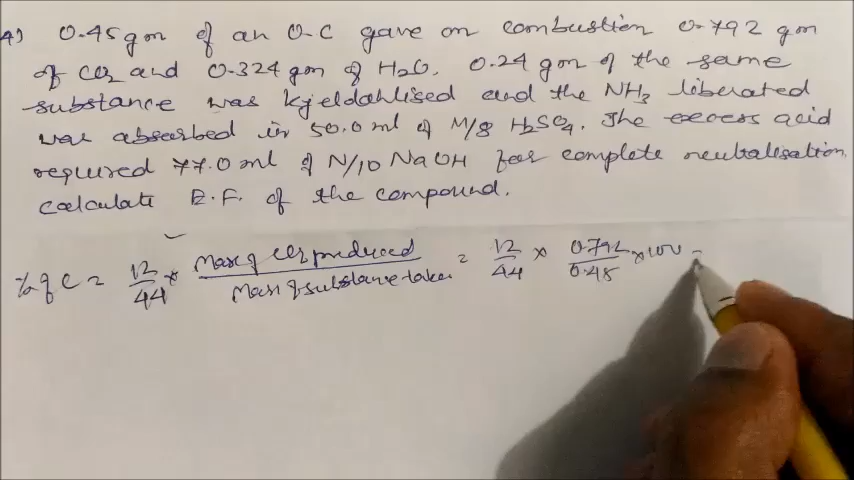 4) 0.45gm of an O-C gave on combustion 0.792 gm
of CO2 and 0.324 gm of H2O. 0.24 gm of the same
substance was kjeldahlised and the NH3 liberated
was absorbed in 50.0 ml of M/8 H2SO4. The excess acid
required 77.0 ml of N/10 NaOH for complete neutralisation,
calculate E.F. of the compound.
% of C = 12/44 × Mass of CO2 produced/Mass of substance taken = 12/44 × 0.792/0.45 × 100 =